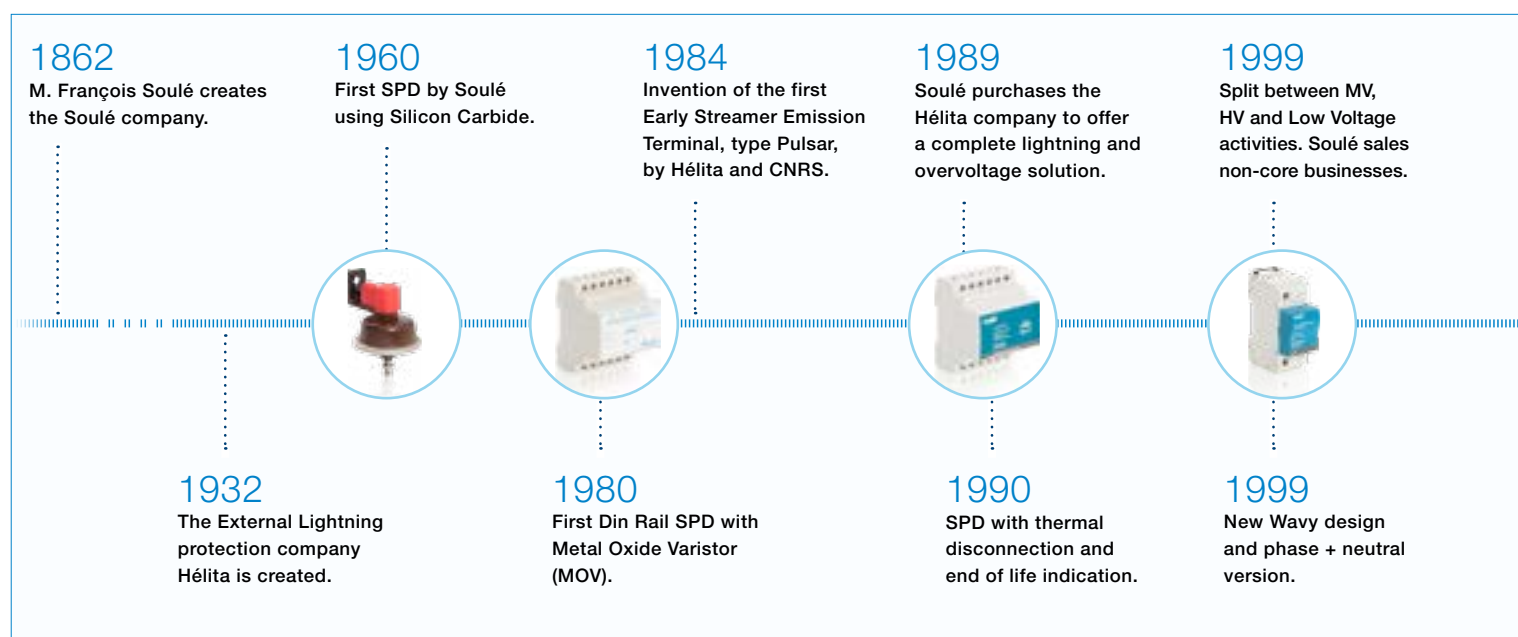 1862
M. François Soulé creates
the Soulé company.
1960
First SPD by Soulé
using Silicon Carbide.
1984
Invention of the first
Early Streamer Emission
Terminal, type Pulsar,
by Hélita and CNRS.
1989
Soulé purchases the
Hélita company to offer
a complete lightning and
overvoltage solution.
1999
Split between MV,
HV and Low Voltage
activities. Soulé sales
non-core businesses.
1932
The External Lightning
protection company
Hélita is created.
1980
First Din Rail SPD with
Metal Oxide Varistor
(MOV).
1990
SPD with thermal
disconnection and
end of life indication.
1999
New Wavy design
and phase + neutral
version.